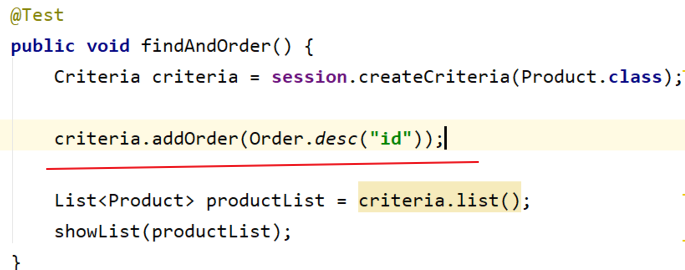 @Test
public void findAndOrder() {
Criteria criteria = session.createCriteria(Product.class);
criteria.addOrder(Order.desc("id"));
List<Product> productList = criteria.list();
showList(productList);
}